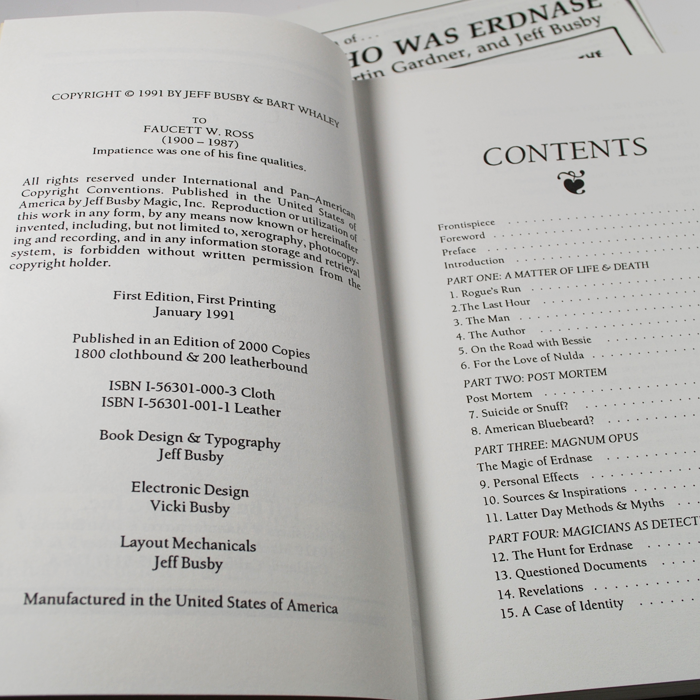 of . . .
HO WAS ERDNASE
rtin Gardner, and Jeff Busby
THE
COPYRIGHT © 1991 BY JEFF BUSBY & BART WHALEY
TO
FAUCETT W. ROSS
(1900 – 1987)
Impatience was one of his fine qualities.
All rights reserved under International and Pan–American
Copyright Conventions. Published in the United States of
America by Jeff Busby Magic, Inc. Reproduction or utilization of
this work in any form, by any means now known or hereinafter
invented, including, but not limited to, xerography, photocopy-
ing and recording, and in any information storage and retrieval
system, is forbidden without written permission from the
copyright holder.
First Edition, First Printing
January 1991
Published in an Edition of 2000 Copies
1800 clothbound & 200 leatherbound
ISBN I-56301-000-3 Cloth
ISBN I-56301-001-1 Leather
Book Design & Typography
Jeff Busby
Electronic Design
Vicki Busby
Layout Mechanicals
Jeff Busby
Manufactured in the United States of America
CONTENTS
Frontispiece
Foreword
Preface
Introduction
PART ONE: A MATTER OF LIFE & DEATH
1. Rogue's Run
2.The Last Hour
3. The Man
4. The Author
5. On the Road with Bessie
6. For the Love of Nulda
PART TWO: POST MORTEM
Post Mortem
7. Suicide or Snuff?
8. American Bluebeard?
PART THREE: MAGNUM OPUS
The Magic of Erdnase
9. Personal Effects
10. Sources & Inspirations
11. Latter Day Methods & Myths
PART FOUR: MAGICIANS AS DETECT
12. The Hunt for Erdnase
13. Questioned Documents
14. Revelations
15. A Case of Identity